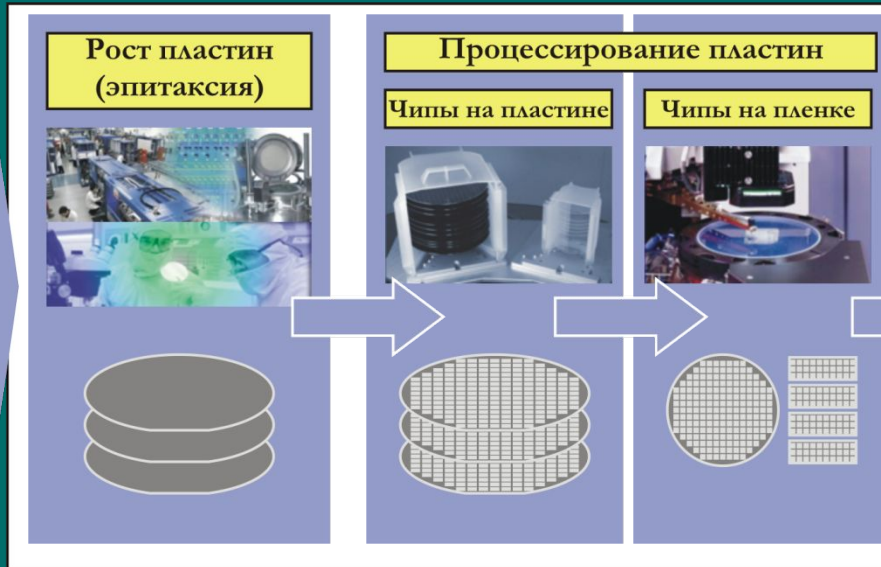 Рост пластин
(эпитаксия)
Процессирование пластин
Чипы на пластине
Чипы на пленке